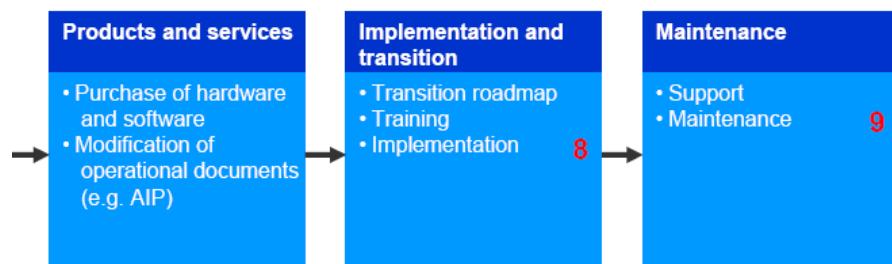 Products and services
• Purchase of hardware
and software
• Modification of
operational documents
(e.g. AIP)
Implementation and
transition
• Transition roadmap
• Training
• Implementation
8
Maintenance
• Support
• Maintenance
9